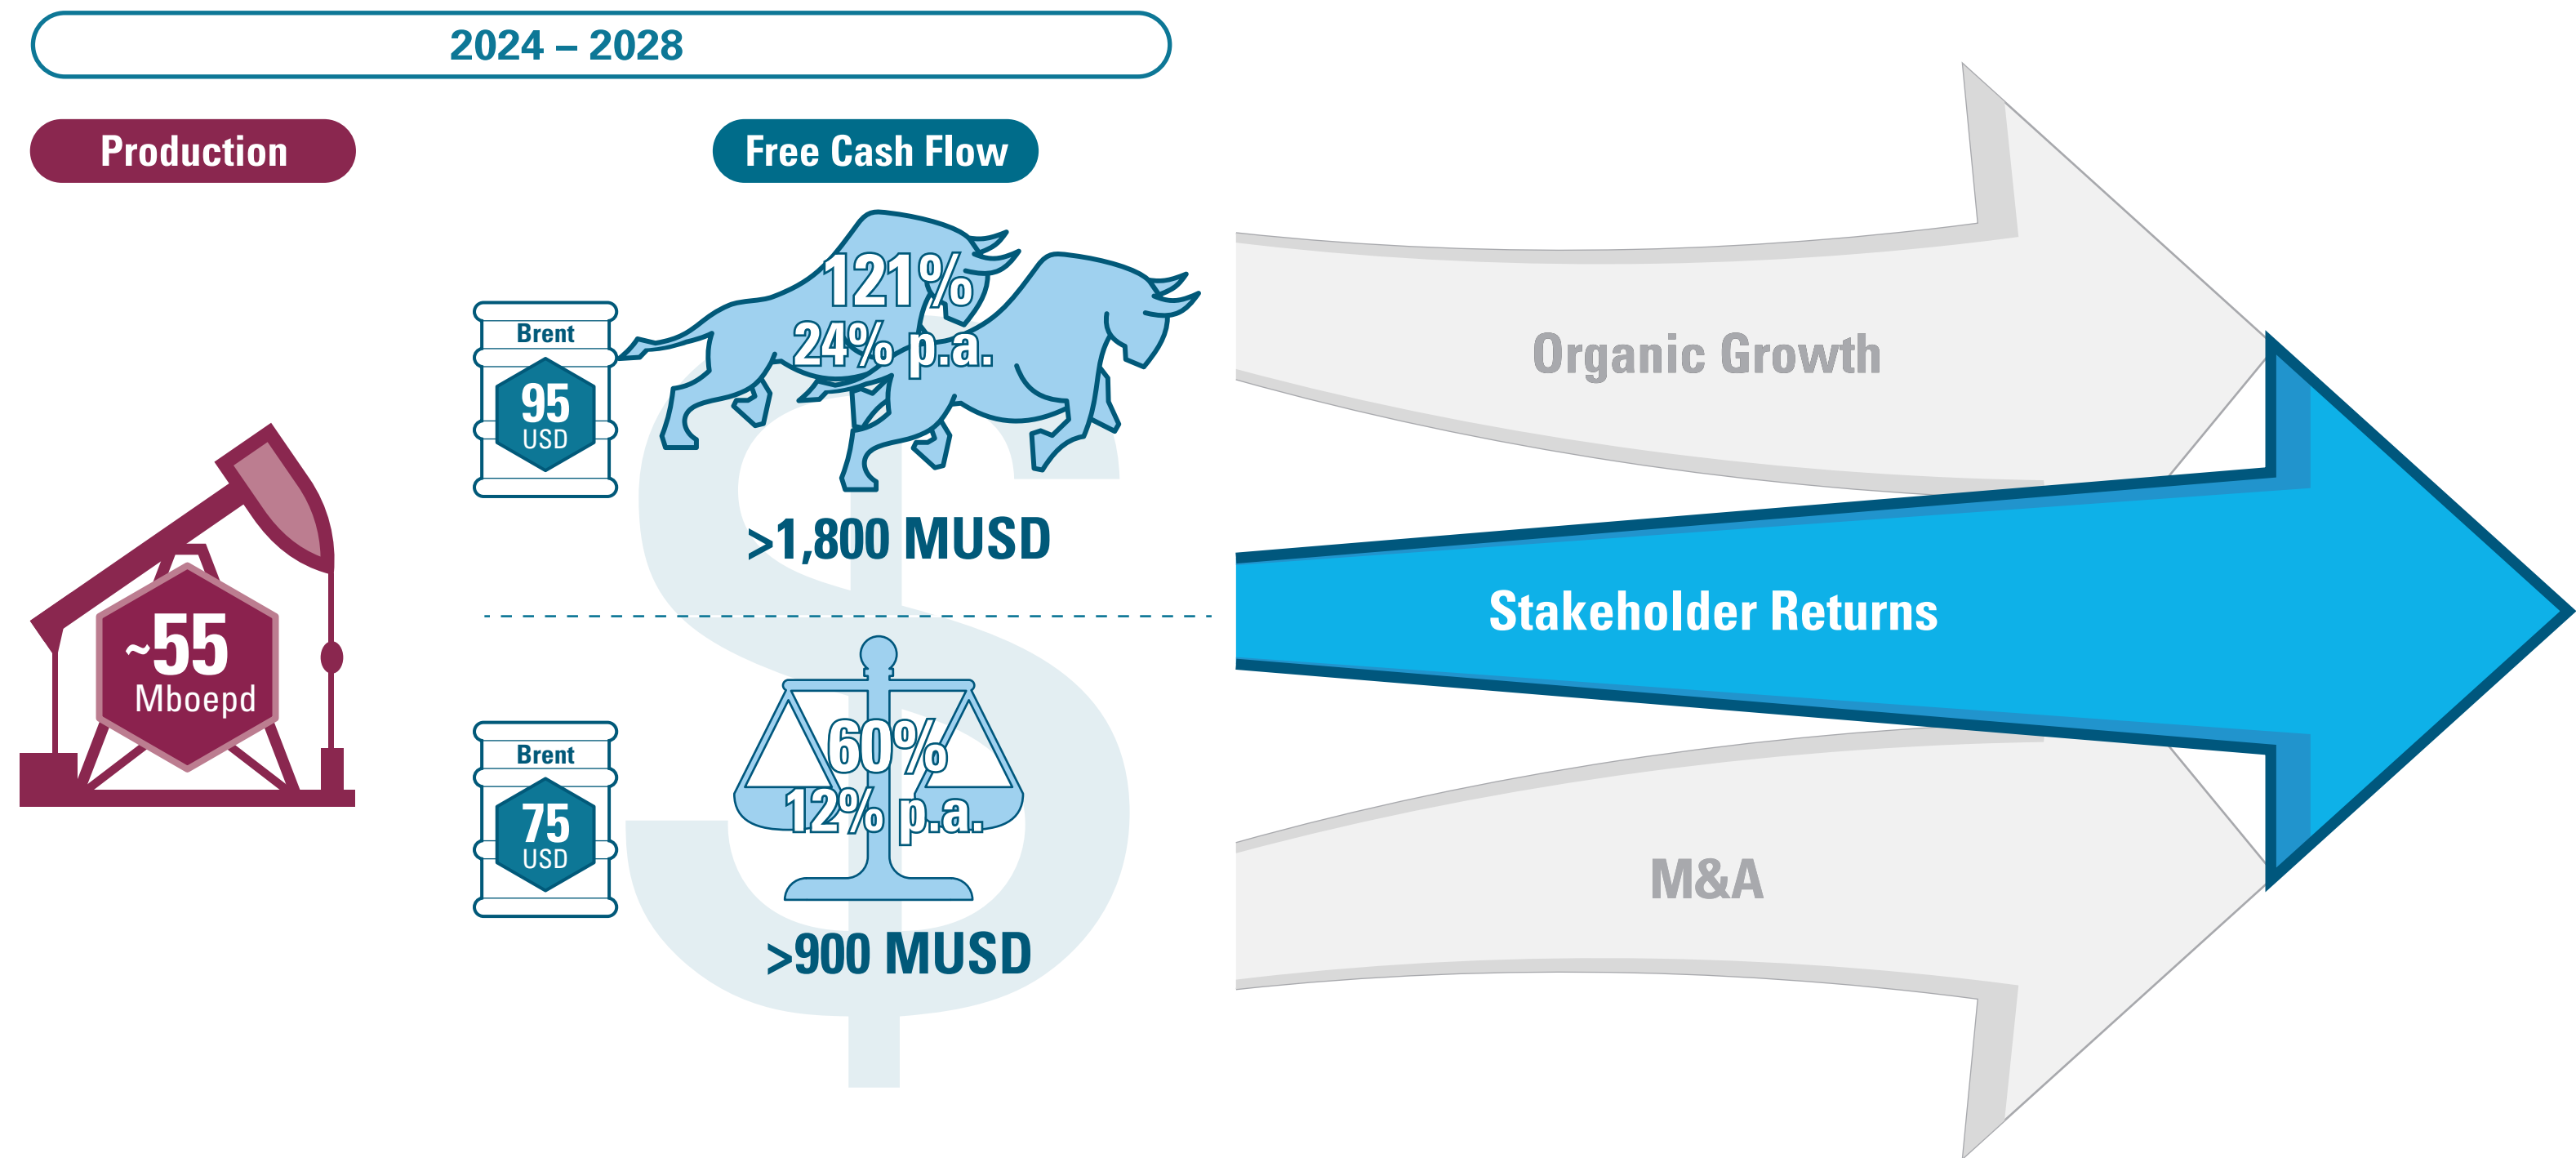 2024 – 2028
Production
Free Cash Flow
Brent
95
USD
121%
24% p.a.
>1,800 MUSD
~55
Mboepd
Brent
75
USD
60%
12% p.a.
>900 MUSD
Organic Growth
Stakeholder Returns
M&A